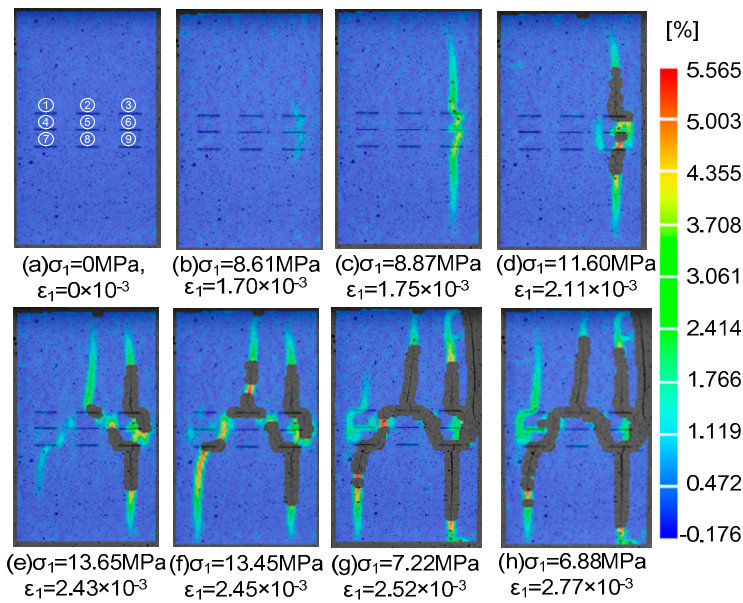 [%]
① ② ③
④ ⑤ ⑥
⑦ ⑧ ⑨
5.565
5.003
4.355
3.708
3.061
2.414
1.766
1.119
0.472
-0.176
(a)σ₁=0MPa,
ε₁=0×10⁻³
(b)σ₁=8.61MPa
ε₁=1.70×10⁻³
(c)σ₁=8.87MPa
ε₁=1.75×10⁻³
(d)σ₁=11.60MPa
ε₁=2.11×10⁻³
(e)σ₁=13.65MPa
ε₁=2.43×10⁻³
(f)σ₁=13.45MPa
ε₁=2.45×10⁻³
(g)σ₁=7.22MPa
ε₁=2.52×10⁻³
(h)σ₁=6.88MPa
ε₁=2.77×10⁻³